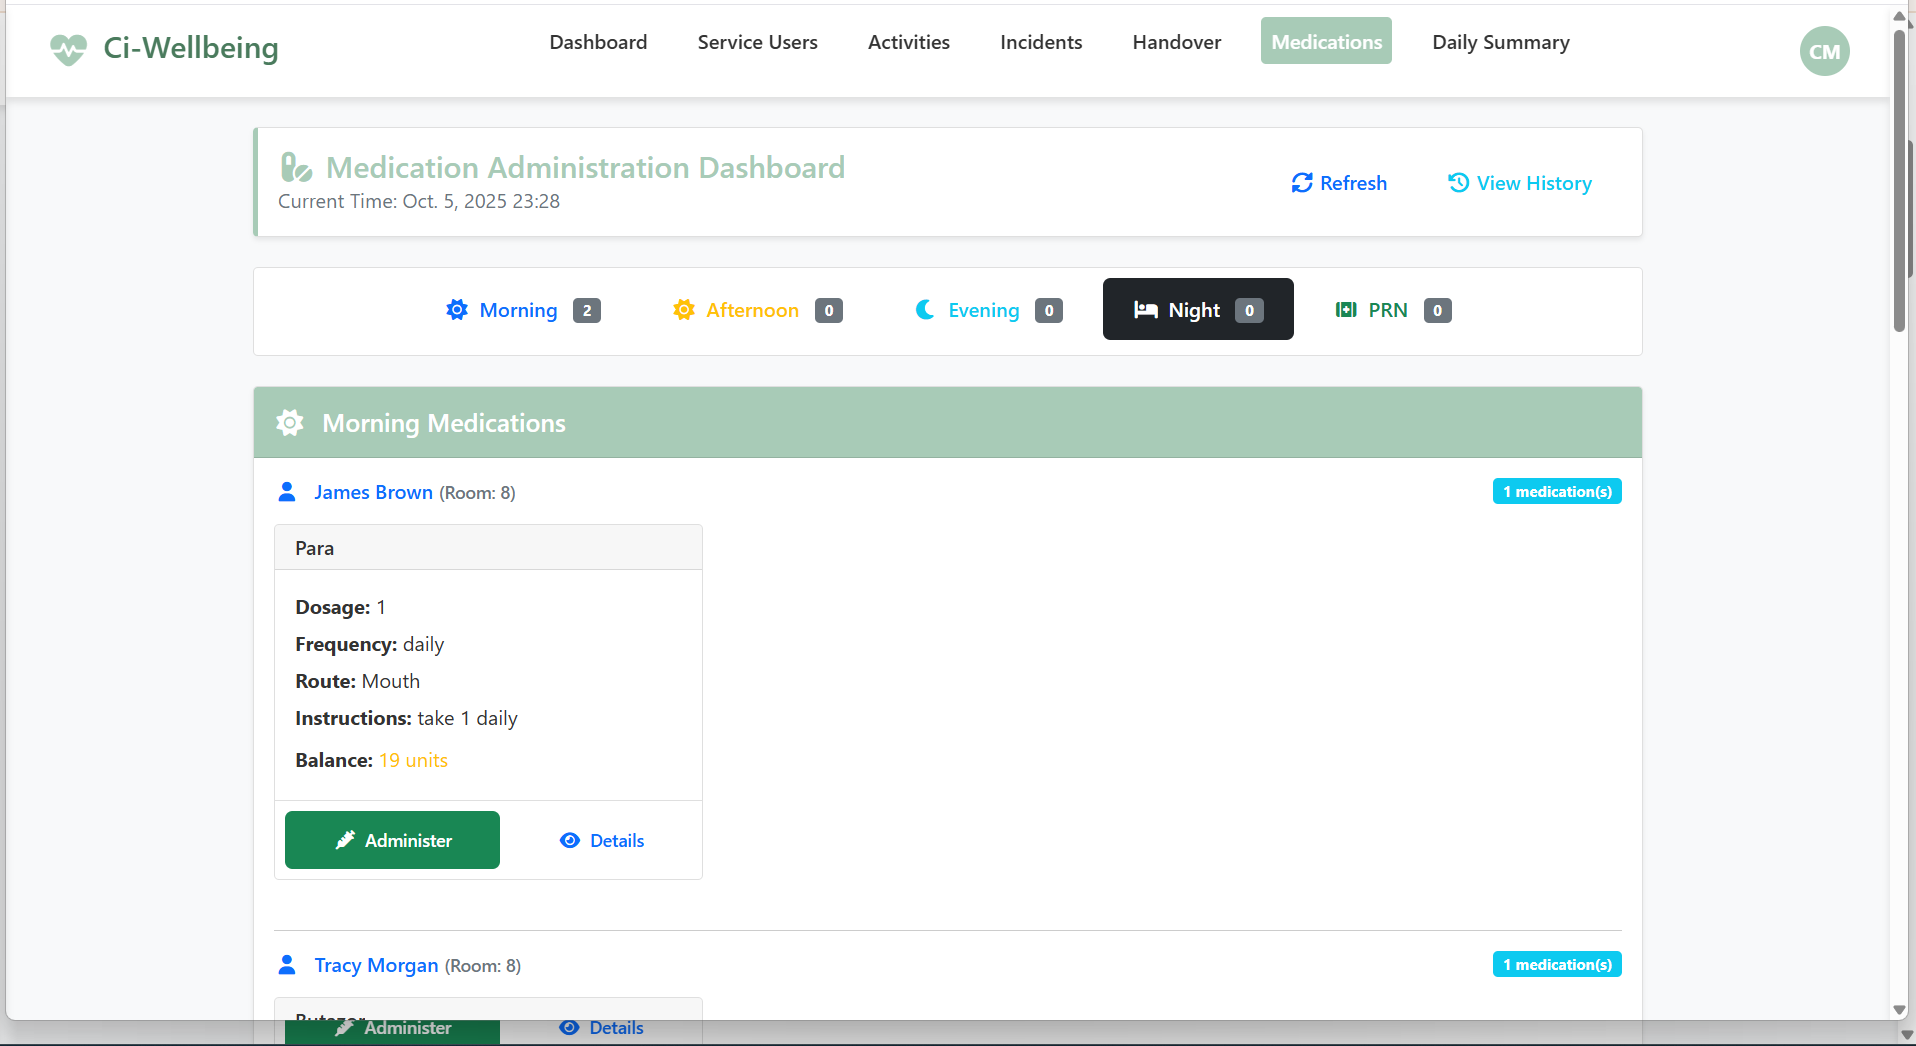 Ci-Wellbeing
Dashboard
Service Users
Activities
Incidents
Handover
Medications
Daily Summary
CM
Medication Administration Dashboard
Current Time: Oct. 5, 2025 23:28
Refresh
View History
Morning 2
Afternoon 0
Evening 0
Night 0
PRN 0
Morning Medications
James Brown (Room: 8)
1 medication(s)
Para
Dosage: 1
Frequency: daily
Route: Mouth
Instructions: take 1 daily
Balance: 19 units
Administer
Details
Tracy Morgan (Room: 8)
1 medication(s)
Administer
Details